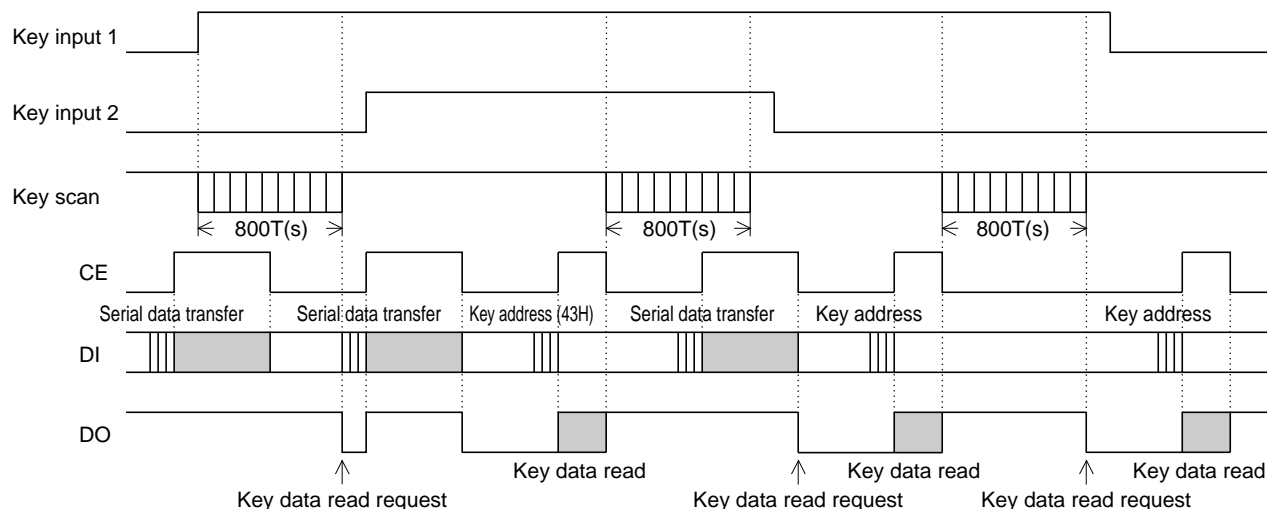 Key input 1
Key input 2
Key scan
800T(s) 800T(s) 800T(s)
CE
Serial data transfer Serial data transfer Key address (43H) Serial data transfer Key address Key address
DI
DO
Key data read Key data read Key data read
Key data read request Key data read request Key data read request